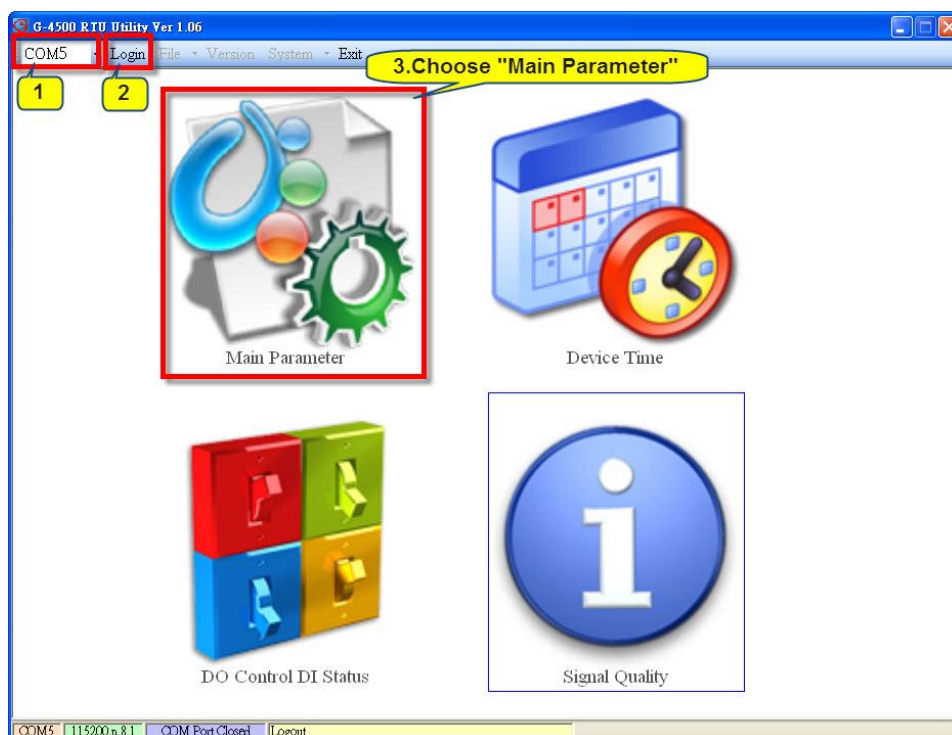 G-4500 RTU Utility Ver 1.06
COM5 Login File Version System Exit
1
2
3.Choose "Main Parameter"
Main Parameter
Device Time
DO Control DI Status
Signal Quality
COM5 115200,n,8,1 COM Port Closed Logout